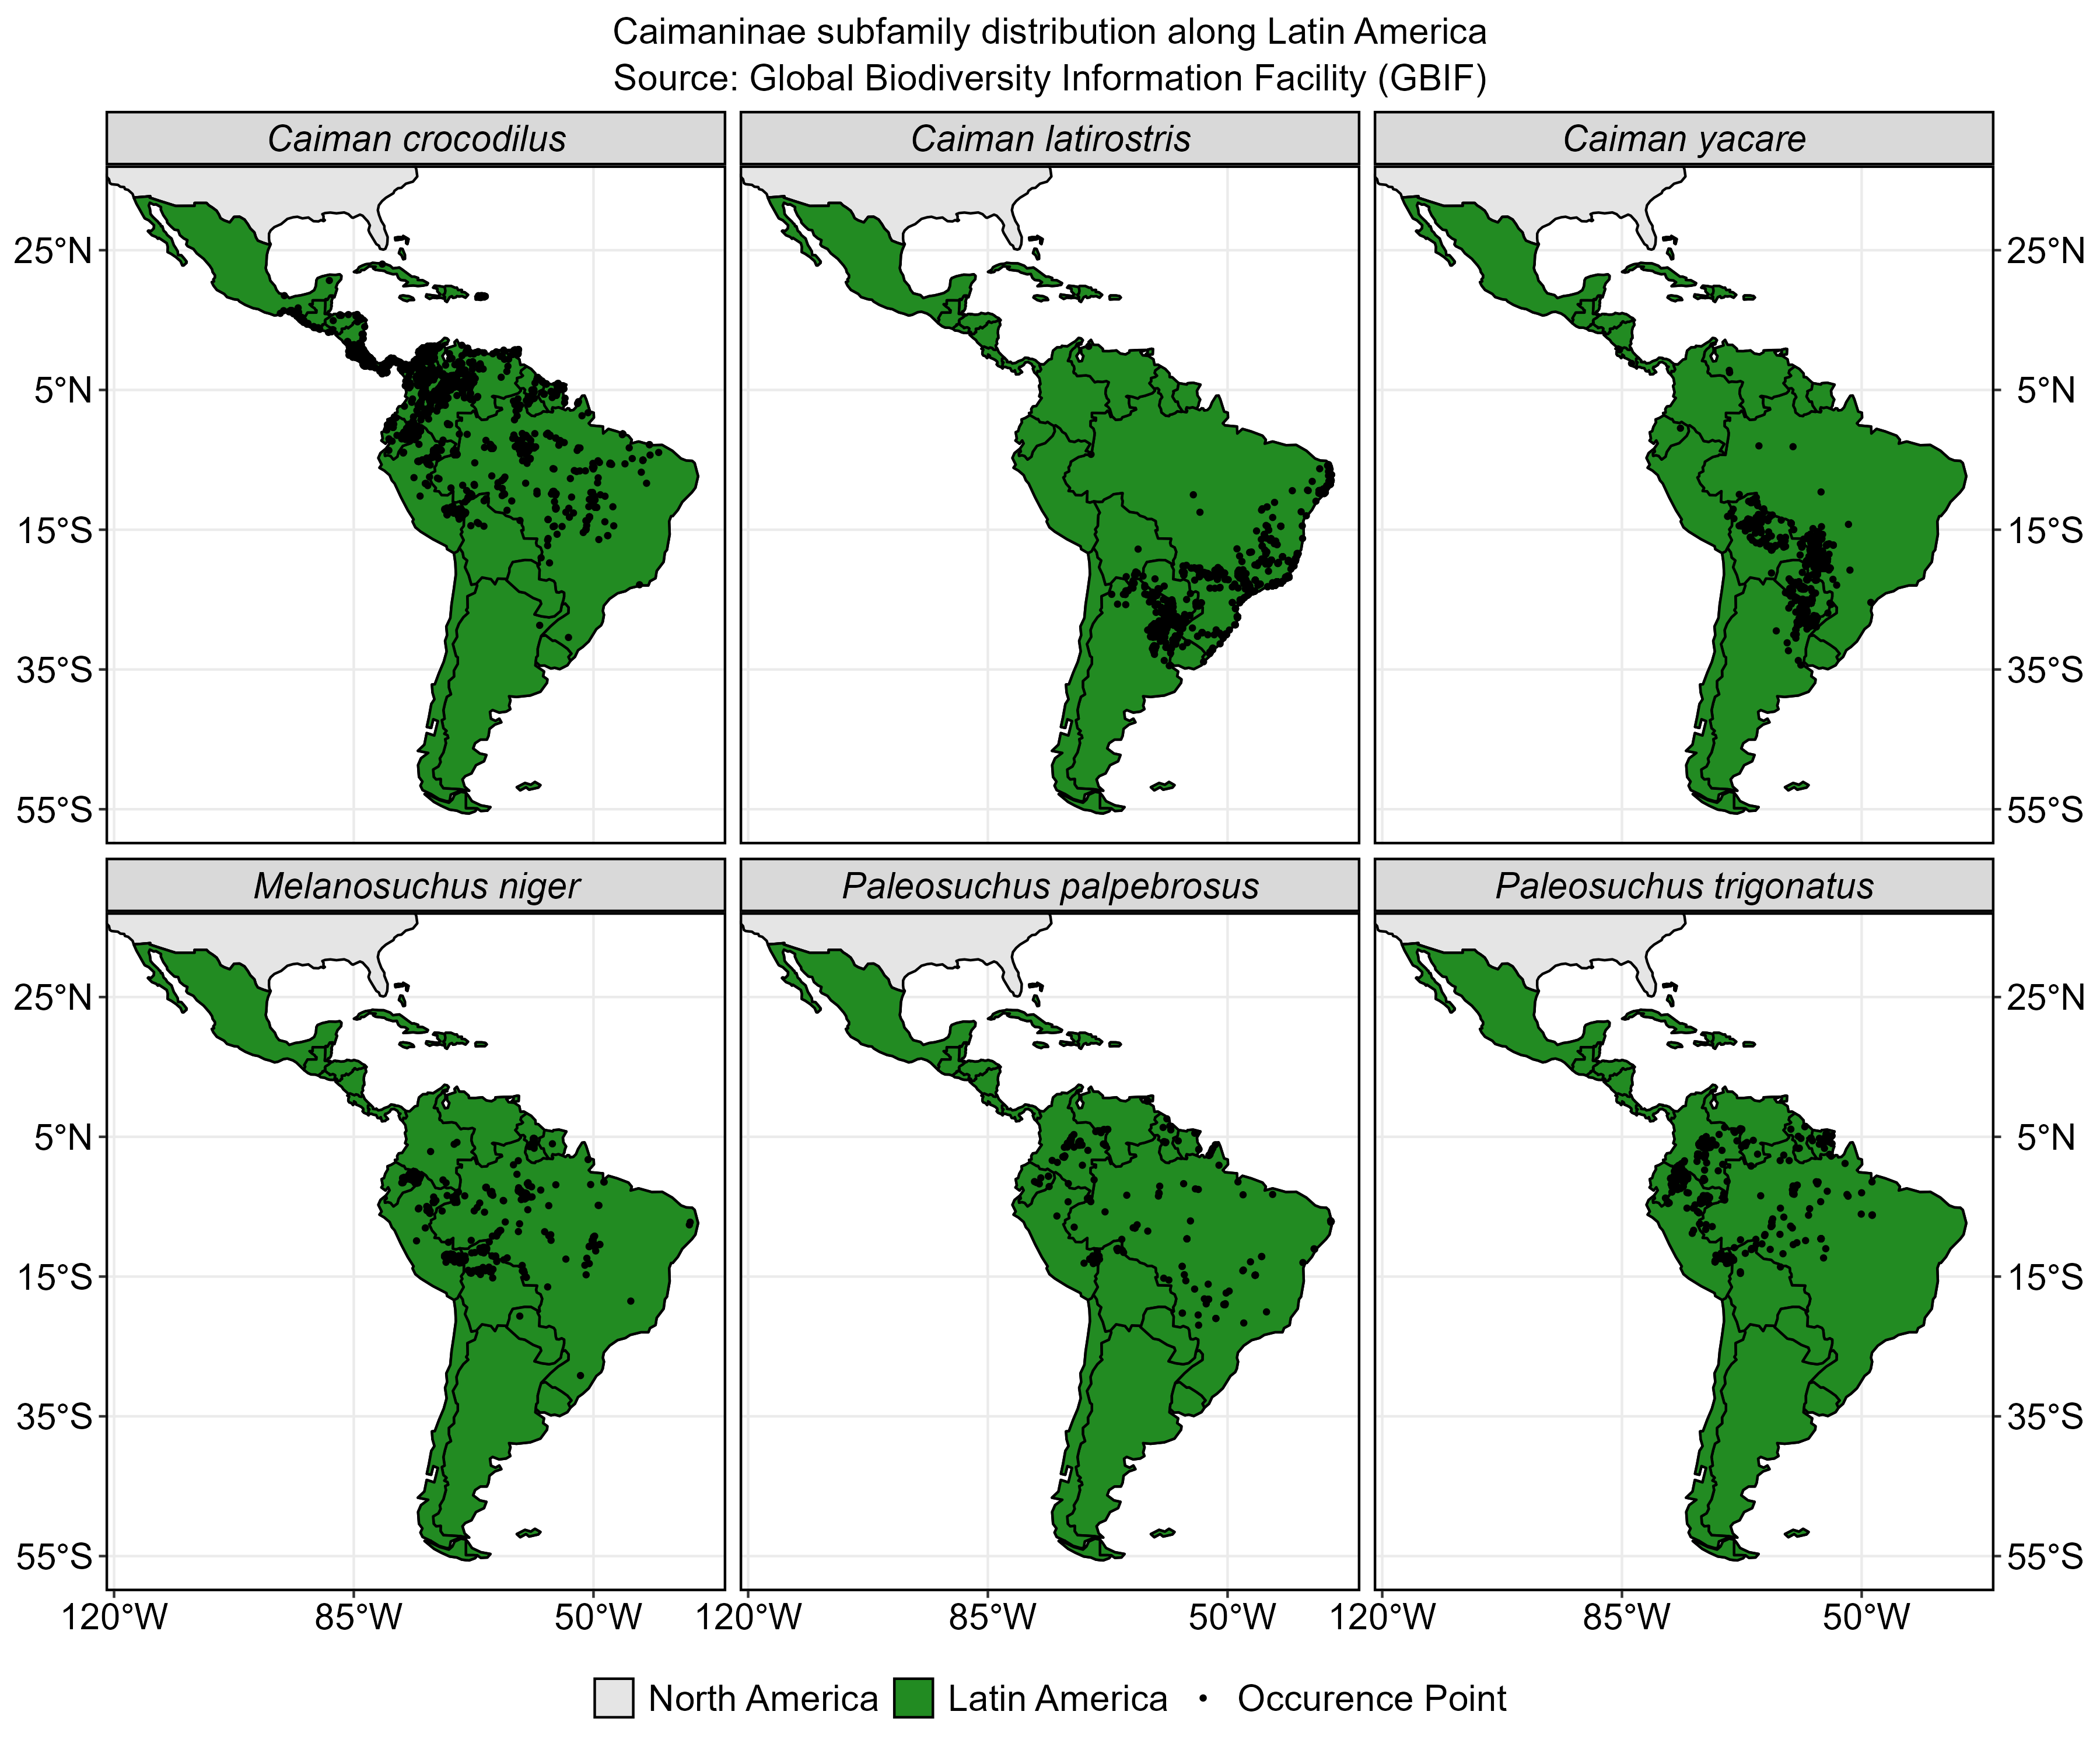 Caimaninae subfamily distribution along Latin America
Source: Global Biodiversity Information Facility (GBIF)
Caiman crocodilus
Caiman latirostris
Caiman yacare
25°N
5°N
15°S
35°S
55°S
25°N
5°N
15°S
35°S
55°S
Melanosuchus niger
Paleosuchus palpebrosus
Paleosuchus trigonatus
25°N
5°N
15°S
35°S
55°S
25°N
5°N
15°S
35°S
55°S
120°W 85°W 50°W 120°W 85°W 50°W 120°W 85°W 50°W
North America Latin America Occurence Point